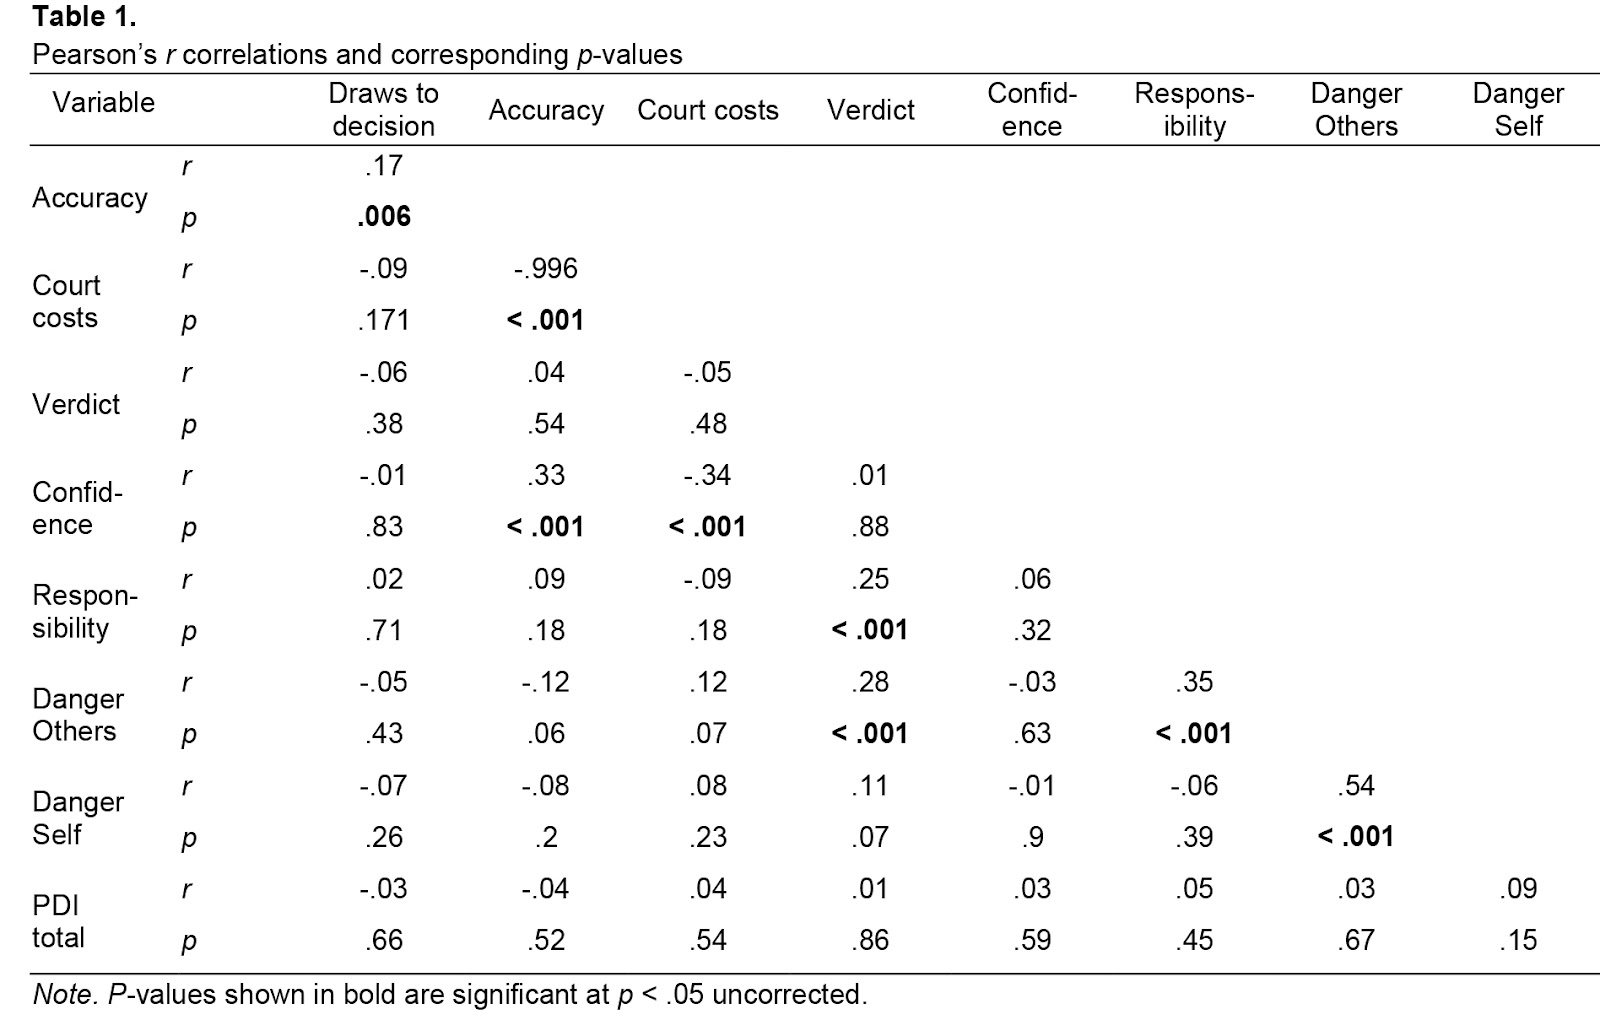 Table 1.
Pearson's r correlations and corresponding p-values
Variable Draws to decision Accuracy Court costs Verdict Confid-ence Respons-ibility Danger Others Danger Self
Accuracy r .17
p .006
Court costs r -.09 -.996
p .171 < .001
Verdict r -.06 .04 -.05
p .38 .54 .48
Confid-ence r -.01 .33 -.34 .01
p .83 < .001 < .001 .88
Respon-sibility r .02 .09 -.09 .25 .06
p .71 .18 .18 < .001 .32
Danger Others r -.05 -.12 .12 .28 -.03 .35
p .43 .06 .07 < .001 .63 < .001
Danger Self r -.07 -.08 .08 .11 -.01 -.06 .54
p .26 .2 .23 .07 .9 .39 < .001
PDI total r -.03 -.04 .04 .01 .03 .05 .03 .09
p .66 .52 .54 .86 .59 .45 .67 .15
Note. P-values shown in bold are significant at p < .05 uncorrected.